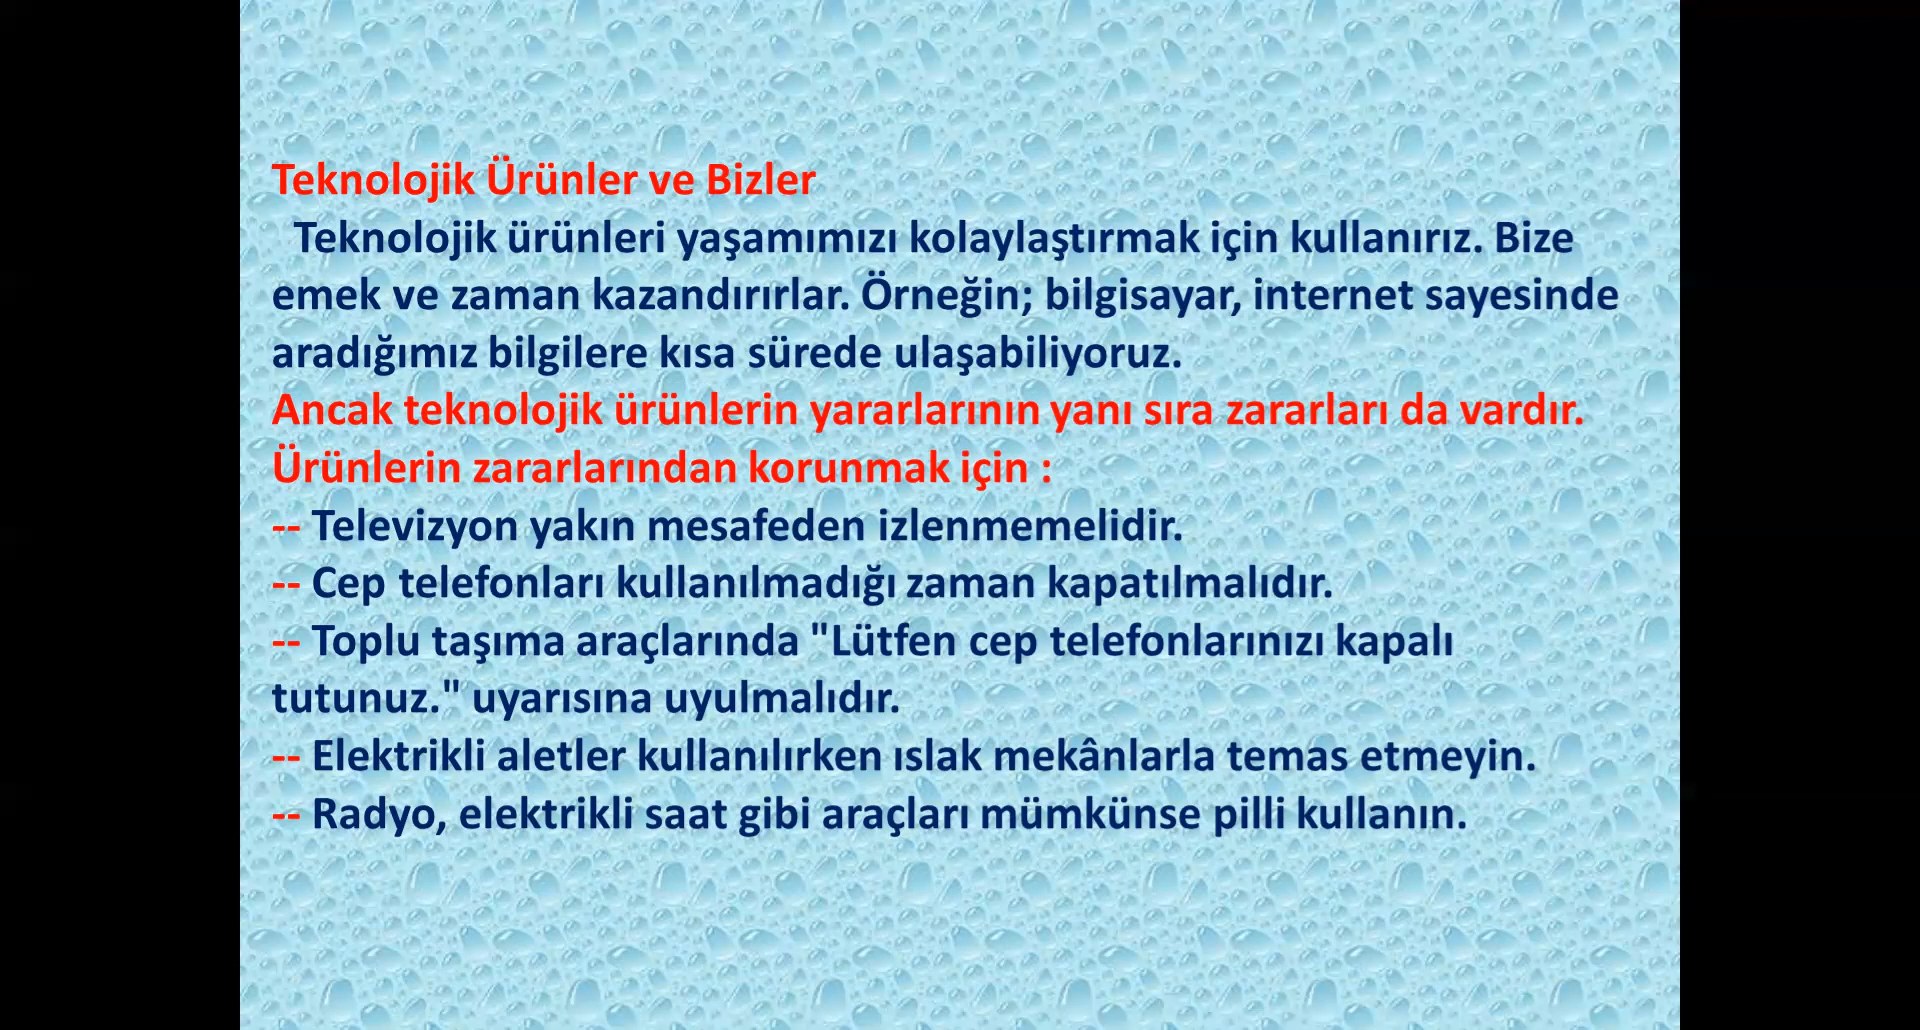 Teknolojik Ürünler ve Bizler
Teknolojik ürünleri yaşamımızı kolaylaştırmak için kullanırız. Bize
emek ve zaman kazandırırlar. Örneğin; bilgisayar, internet sayesinde
aradığımız bilgilere kısa sürede ulaşabiliyoruz.
Ancak teknolojik ürünlerin yararlarının yanı sıra zararları da vardır.
Ürünlerin zararlarından korunmak için :
-- Televizyon yakın mesafeden izlenmemelidir.
-- Cep telefonları kullanılmadığı zaman kapatılmalıdır.
-- Toplu taşıma araçlarında "Lütfen cep telefonlarınızı kapalı
tutunuz." uyarısına uyulmalıdır.
-- Elektrikli aletler kullanılırken ıslak mekânlarla temas etmeyin.
-- Radyo, elektrikli saat gibi araçları mümkünse pilli kullanın.